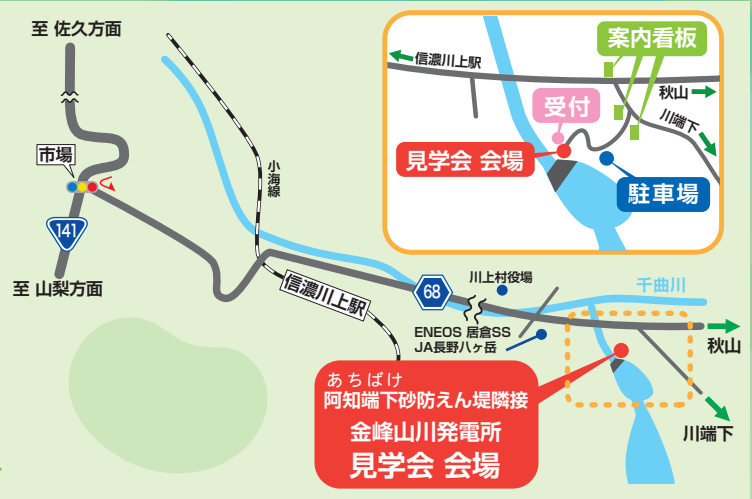 至 佐久方面
市場
141
至 山梨方面
小海線
信濃川上駅
68
川上村役場
ENEOS 居倉SS
JA長野八ヶ岳
千曲川
秋山
川端下
あちばけ
阿知端下砂防えん堤隣接
金峰山川発電所
見学会 会場
案内看板
信濃川上駅
秋山
川端下
受付
見学会 会場
駐車場